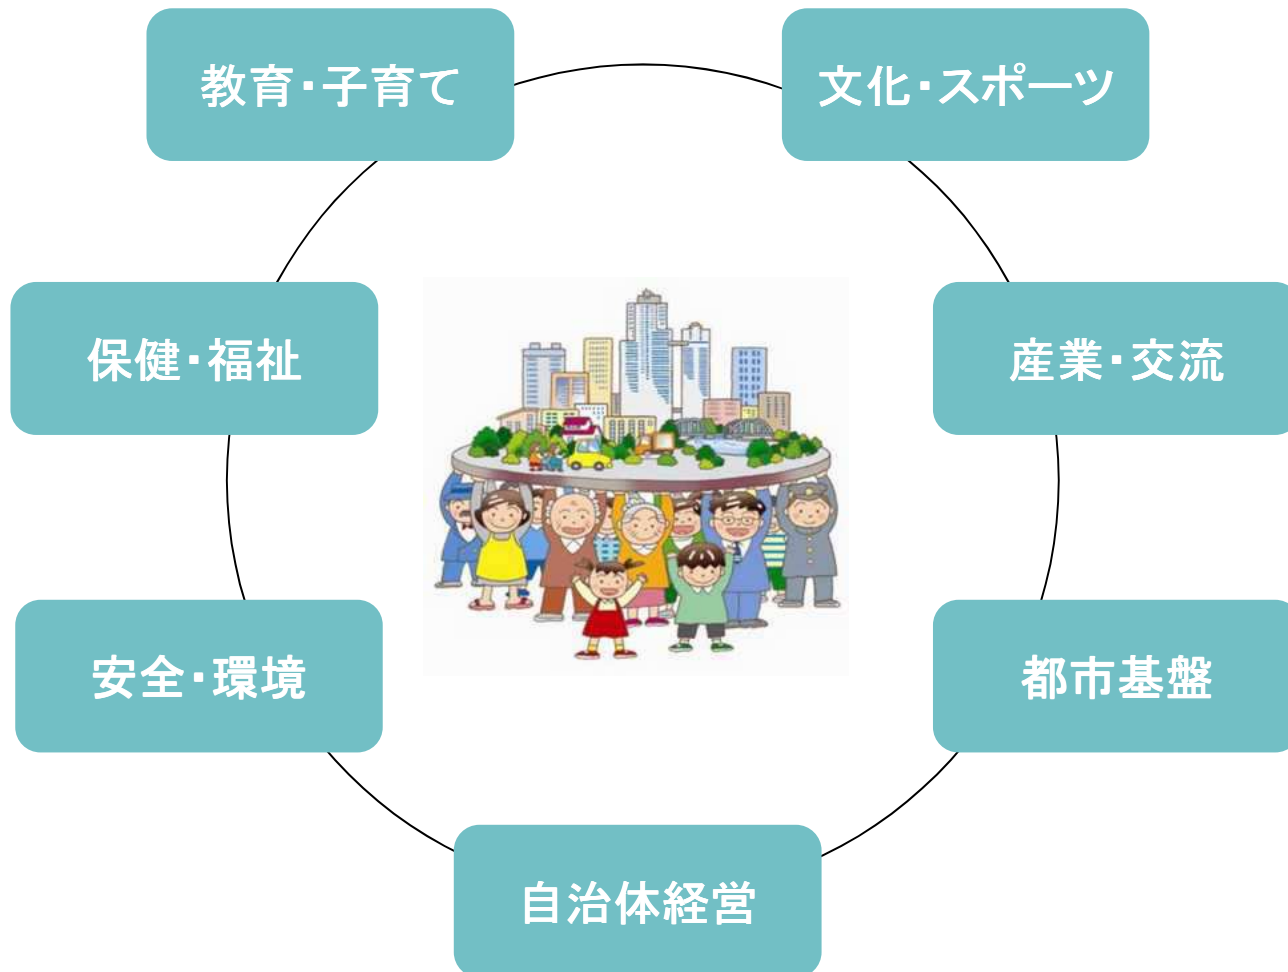 教育・子育て
文化・スポーツ
保健・福祉
産業・交流
安全・環境
都市基盤
自治体経営